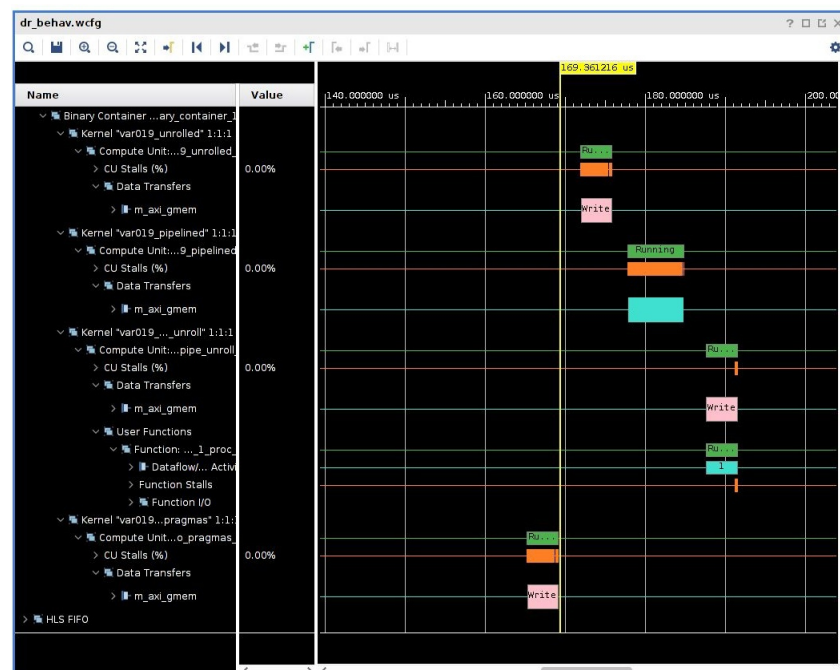 dr_behav.wcfg
169.361216 us
Name Value 140.000000 us 160.000000 us 180.000000 us 200.0
Binary Container ...ary_container_1
Kernel "var019_unrolled" 1:1:1
Compute Unit:...9_unrolled_ Ru...
CU Stalls (%) 0.00%
Data Transfers
m_axi_gmem Write
Kernel "var019_pipelined" 1:1:1
Compute Unit:...9_pipelined Running
CU Stalls (%) 0.00%
Data Transfers
m_axi_gmem
Kernel "var019_..._unroll" 1:1:1
Compute Unit:...pipe_unroll_ Ru...
CU Stalls (%) 0.00%
Data Transfers
m_axi_gmem Write
User Functions
Function: ..._1_proc_ Ru...
Dataflow/... Activi 1
Function Stalls
Function I/O
Kernel "var019...pragmas" 1:1:
Compute Unit...o_pragmas_ Ru...
CU Stalls (%) 0.00%
Data Transfers
m_axi_gmem Write
HLS FIFO